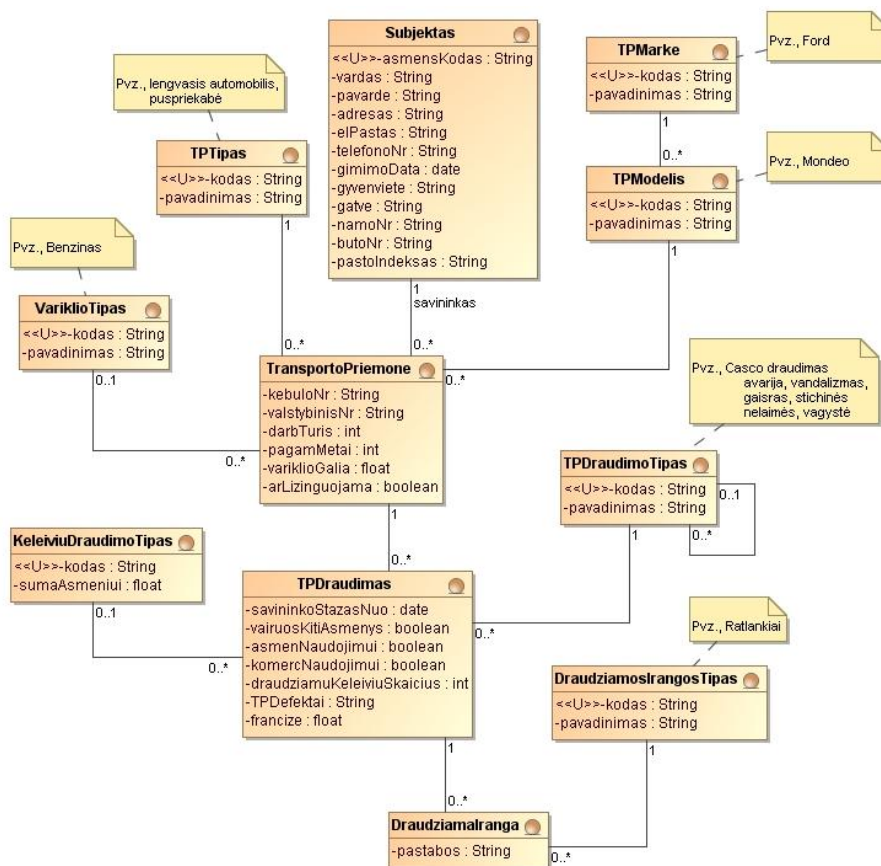 Subjektas
<<U>>-asmensKodas : String
-vardas : String
-pavarde : String
-adresas : String
-elPastas : String
-telefonoNr : String
-gimimoData : date
-gyvenviete : String
-gatve : String
-namoNr : String
-butoNr : String
-pastoIndeksas : String
1
savininkas
0..*
TPMarke
<<U>>-kodas : String
-pavadinimas : String
1
0..*
Pvz., Ford
TPModelis
<<U>>-kodas : String
-pavadinimas : String
1
0..*
Pvz., Mondeo
Pvz., lengvasis automobilis,
puspriekabė
TPTipas
<<U>>-kodas : String
-pavadinimas : String
1
0..*
Pvz., Benzinas
VariklioTipas
<<U>>-kodas : String
-pavadinimas : String
0..1
0..*
TransportoPriemone
-kebuloNr : String
-valstybinisNr : String
-darbTuris : int
-pagamMetai : int
-variklioGalia : float
-arLizinguojama : boolean
1
0..*
Pvz., Casco draudimas
avarija, vandalizmas,
gaisras, stichinės
nelaimės, vagystė
TPDraudimoTipas
<<U>>-kodas : String
-pavadinimas : String
0..1
0..*
1
0..*
KeleiviuDraudimoTipas
<<U>>-kodas : String
-sumaAsmeniui : float
0..1
0..*
TPDraudimas
-savininkoStazasNuo : date
-vairuosKitiAsmenys : boolean
-asmenNaudojimui : boolean
-komercNaudojimui : boolean
-draudziamuKeleiviuSkaicius : int
-TPDefektai : String
-francize : float
1
0..*
Pvz., Ratlankiai
DraudziamosIrangosTipas
<<U>>-kodas : String
-pavadinimas : String
1
0..*
DraudziamaIranga
-pastabos : String